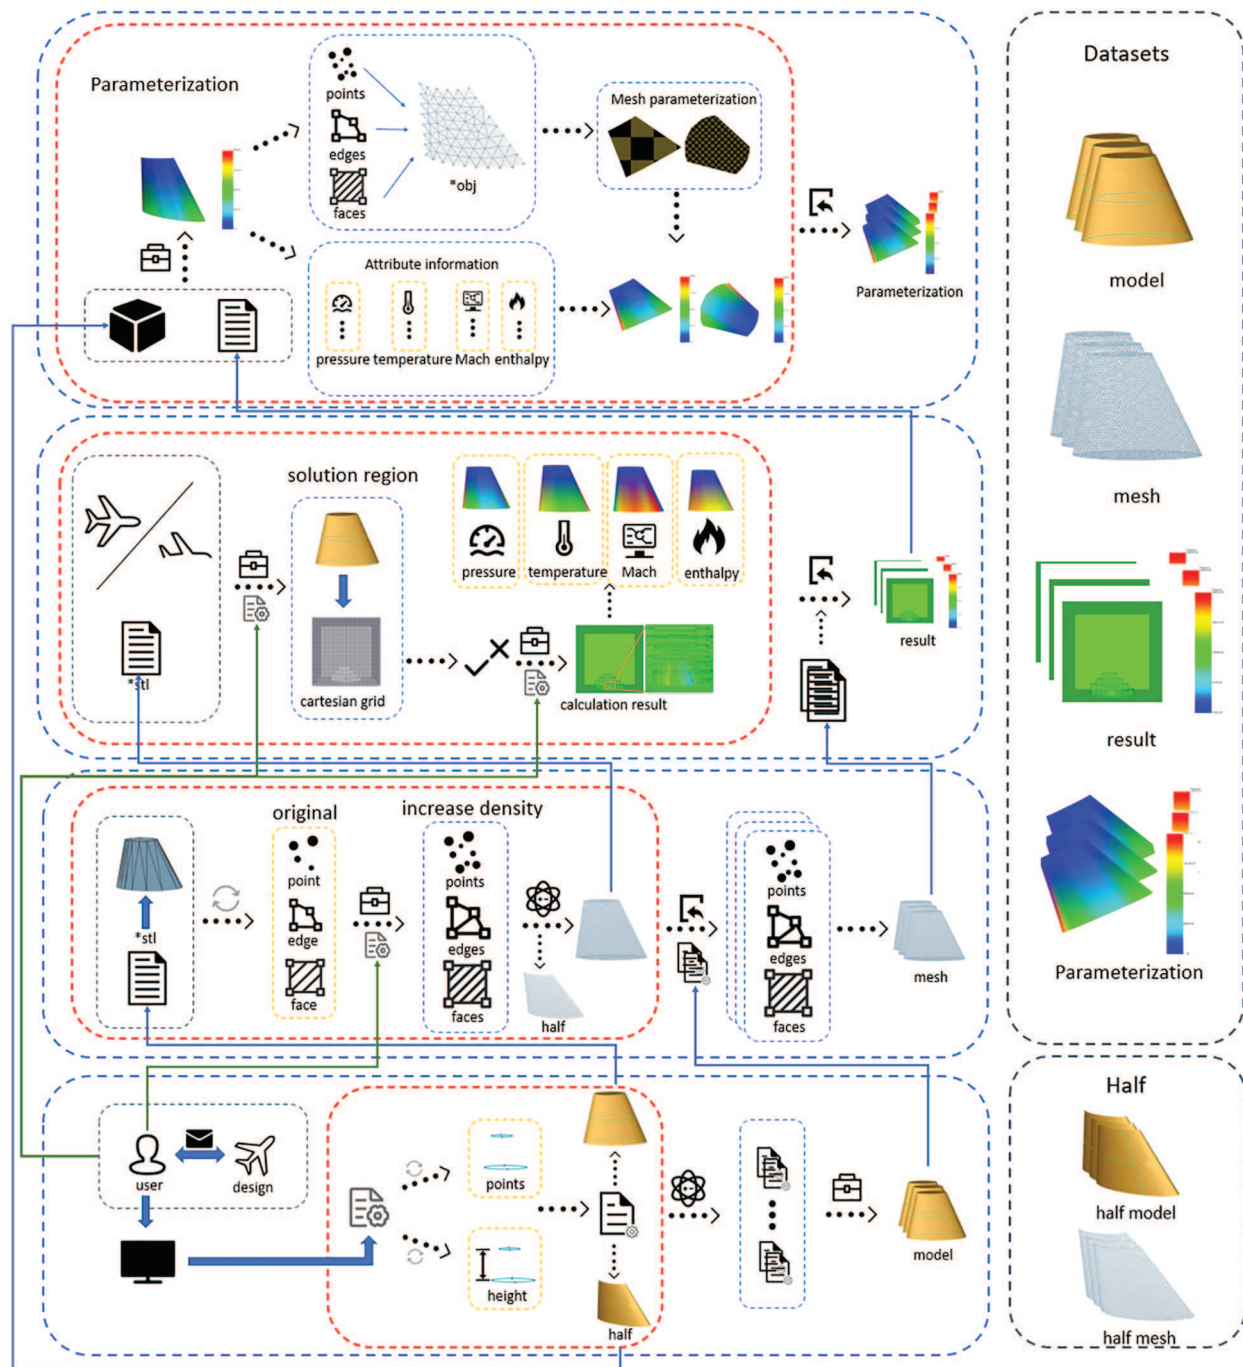 Parameterization
points
edges
faces
*obj
Mesh parameterization
Attribute information
pressure
temperature
Mach
enthalpy
Parameterization
solution region
*stl
cartesian grid
pressure
temperature
Mach
enthalpy
calculation result
result
original
increase density
*stl
point
edge
face
points
edges
faces
half
points
edges
faces
mesh
user
design
points
height
half
model
Datasets
model
mesh
result
Parameterization
Half
half model
half mesh